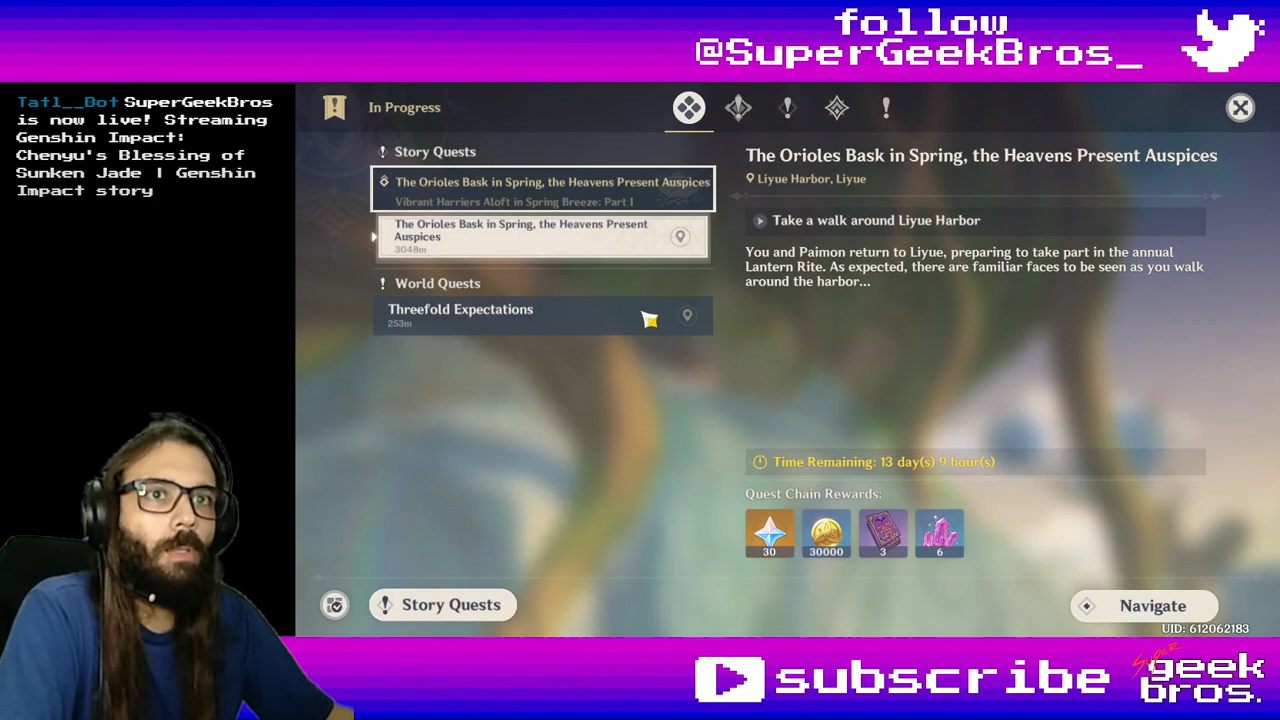 follow
@SuperGeekBros_
Tatl__Bot SuperGeekBros
is now live! Streaming
Genshin Impact:
Chenyu's Blessing of
Sunken Jade | Genshin
Impact story
In Progress
Story Quests
The Orioles Bask in Spring, the Heavens Present Auspices
Vibrant Harriers Aloft in Spring Breeze: Part I
The Orioles Bask in Spring, the Heavens Present
Auspices
3048m
World Quests
Threefold Expectations
253m
The Orioles Bask in Spring, the Heavens Present Auspices
Liyue Harbor, Liyue
Take a walk around Liyue Harbor
You and Paimon return to Liyue, preparing to take part in the annual
Lantern Rite. As expected, there are familiar faces to be seen as you walk
around the harbor...
Time Remaining: 13 day(s) 9 hour(s)
Quest Chain Rewards:
30 30000 3 6
Story Quests
Navigate
UID: 612062183
subscribe
super
geek
bros.